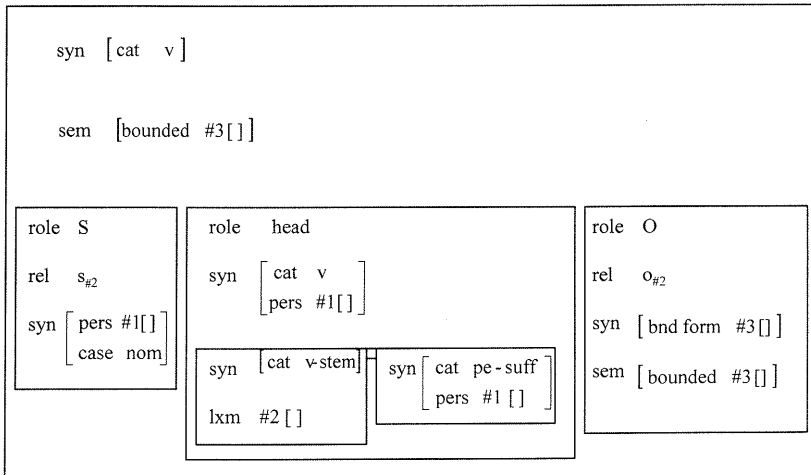 syn [cat v]
sem [bounded #3[ ]]
role S
rel s#2
syn [pers #1[ ]
case nom]
role head
syn [cat v
pers #1[ ]]
syn [cat v-stem]
lxm #2 [ ]
syn [cat pe-suff
pers #1 [ ]]
role O
rel o#2
syn [bnd form #3[ ]]
sem [bounded #3[ ]]